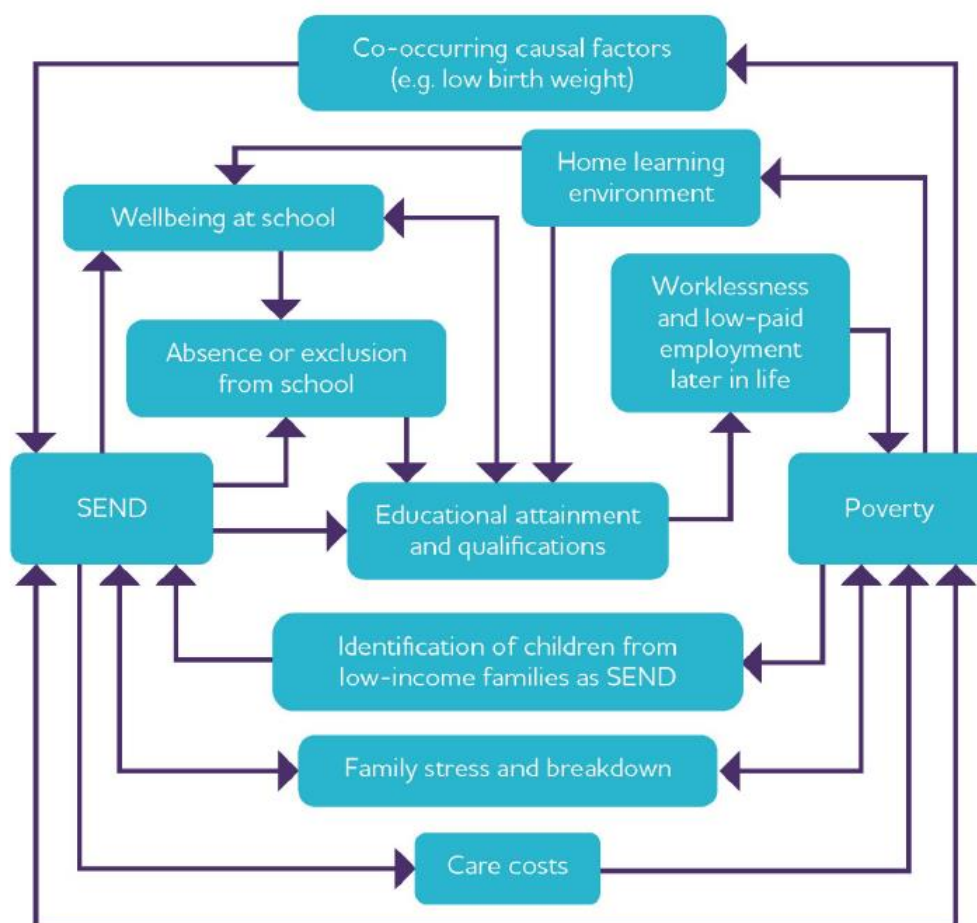 Co-occurring causal factors
(e.g. low birth weight)
Home learning
environment
Wellbeing at school
Worklessness
and low-paid
employment
later in life
Absence or exclusion
from school
SEND
Educational attainment
and qualifications
Poverty
Identification of children from
low-income families as SEND
Family stress and breakdown
Care costs